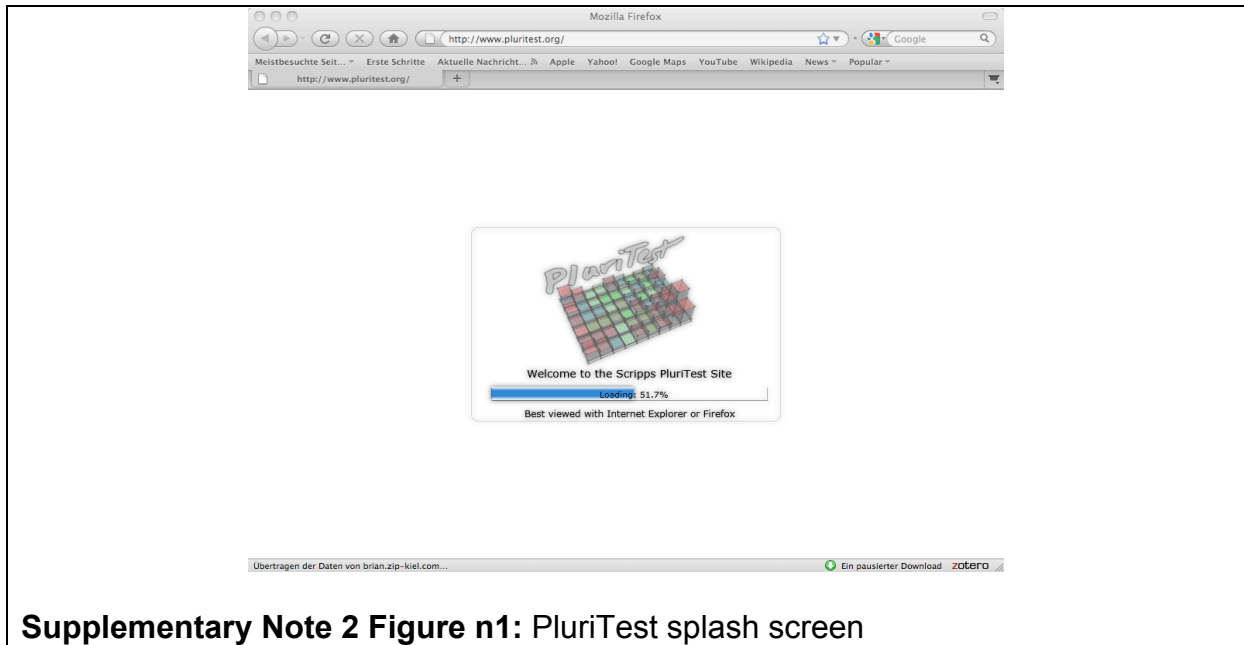 Mozilla Firefox
http://www.pluritest.org/
Google
Meistbesuchte Seit... Erste Schritte Aktuelle Nachricht... Apple Yahoo! Google Maps YouTube Wikipedia News Popular
http://www.pluritest.org/ +
PluriTest
Welcome to the Scripps PluriTest Site
Loading: 51.7%
Best viewed with Internet Explorer or Firefox
Übertragen der Daten von brian.zip-kiel.com... Ein pausierter Download zotero
Supplementary Note 2 Figure n1: PluriTest splash screen